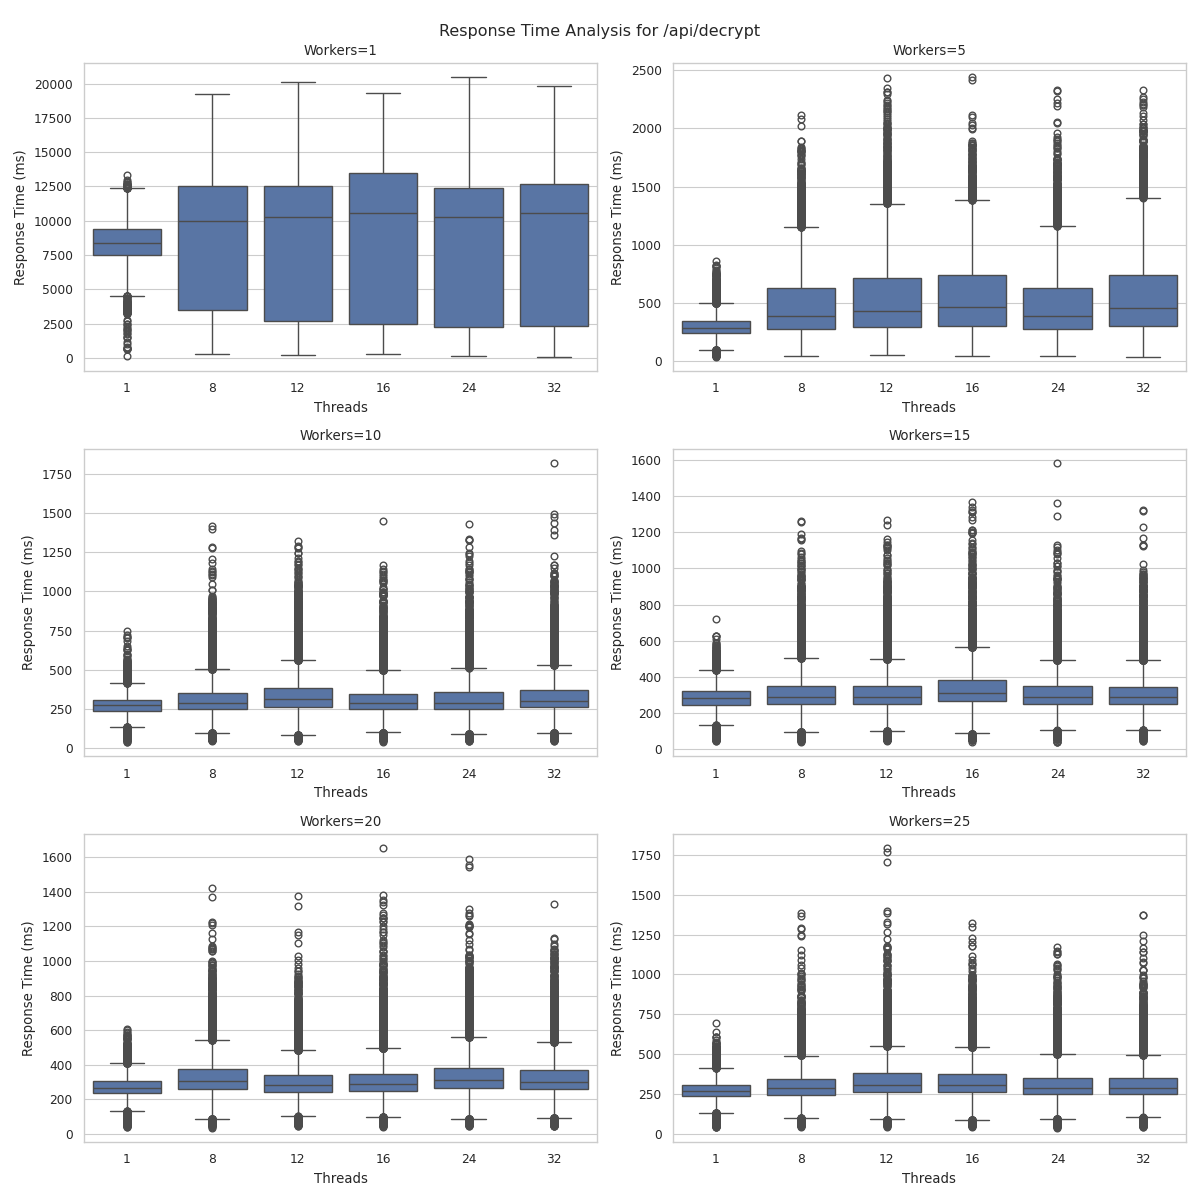 Response Time Analysis for /api/decrypt
Workers=1
Response Time (ms)
20000
17500
15000
12500
10000
7500
5000
2500
0
1 8 12 16 24 32
Threads
Workers=5
Response Time (ms)
2500
2000
1500
1000
500
0
1 8 12 16 24 32
Threads
Workers=10
Response Time (ms)
1750
1500
1250
1000
750
500
250
0
1 8 12 16 24 32
Threads
Workers=15
Response Time (ms)
1600
1400
1200
1000
800
600
400
200
0
1 8 12 16 24 32
Threads
Workers=20
Response Time (ms)
1600
1400
1200
1000
800
600
400
200
0
1 8 12 16 24 32
Threads
Workers=25
Response Time (ms)
1750
1500
1250
1000
750
500
250
0
1 8 12 16 24 32
Threads